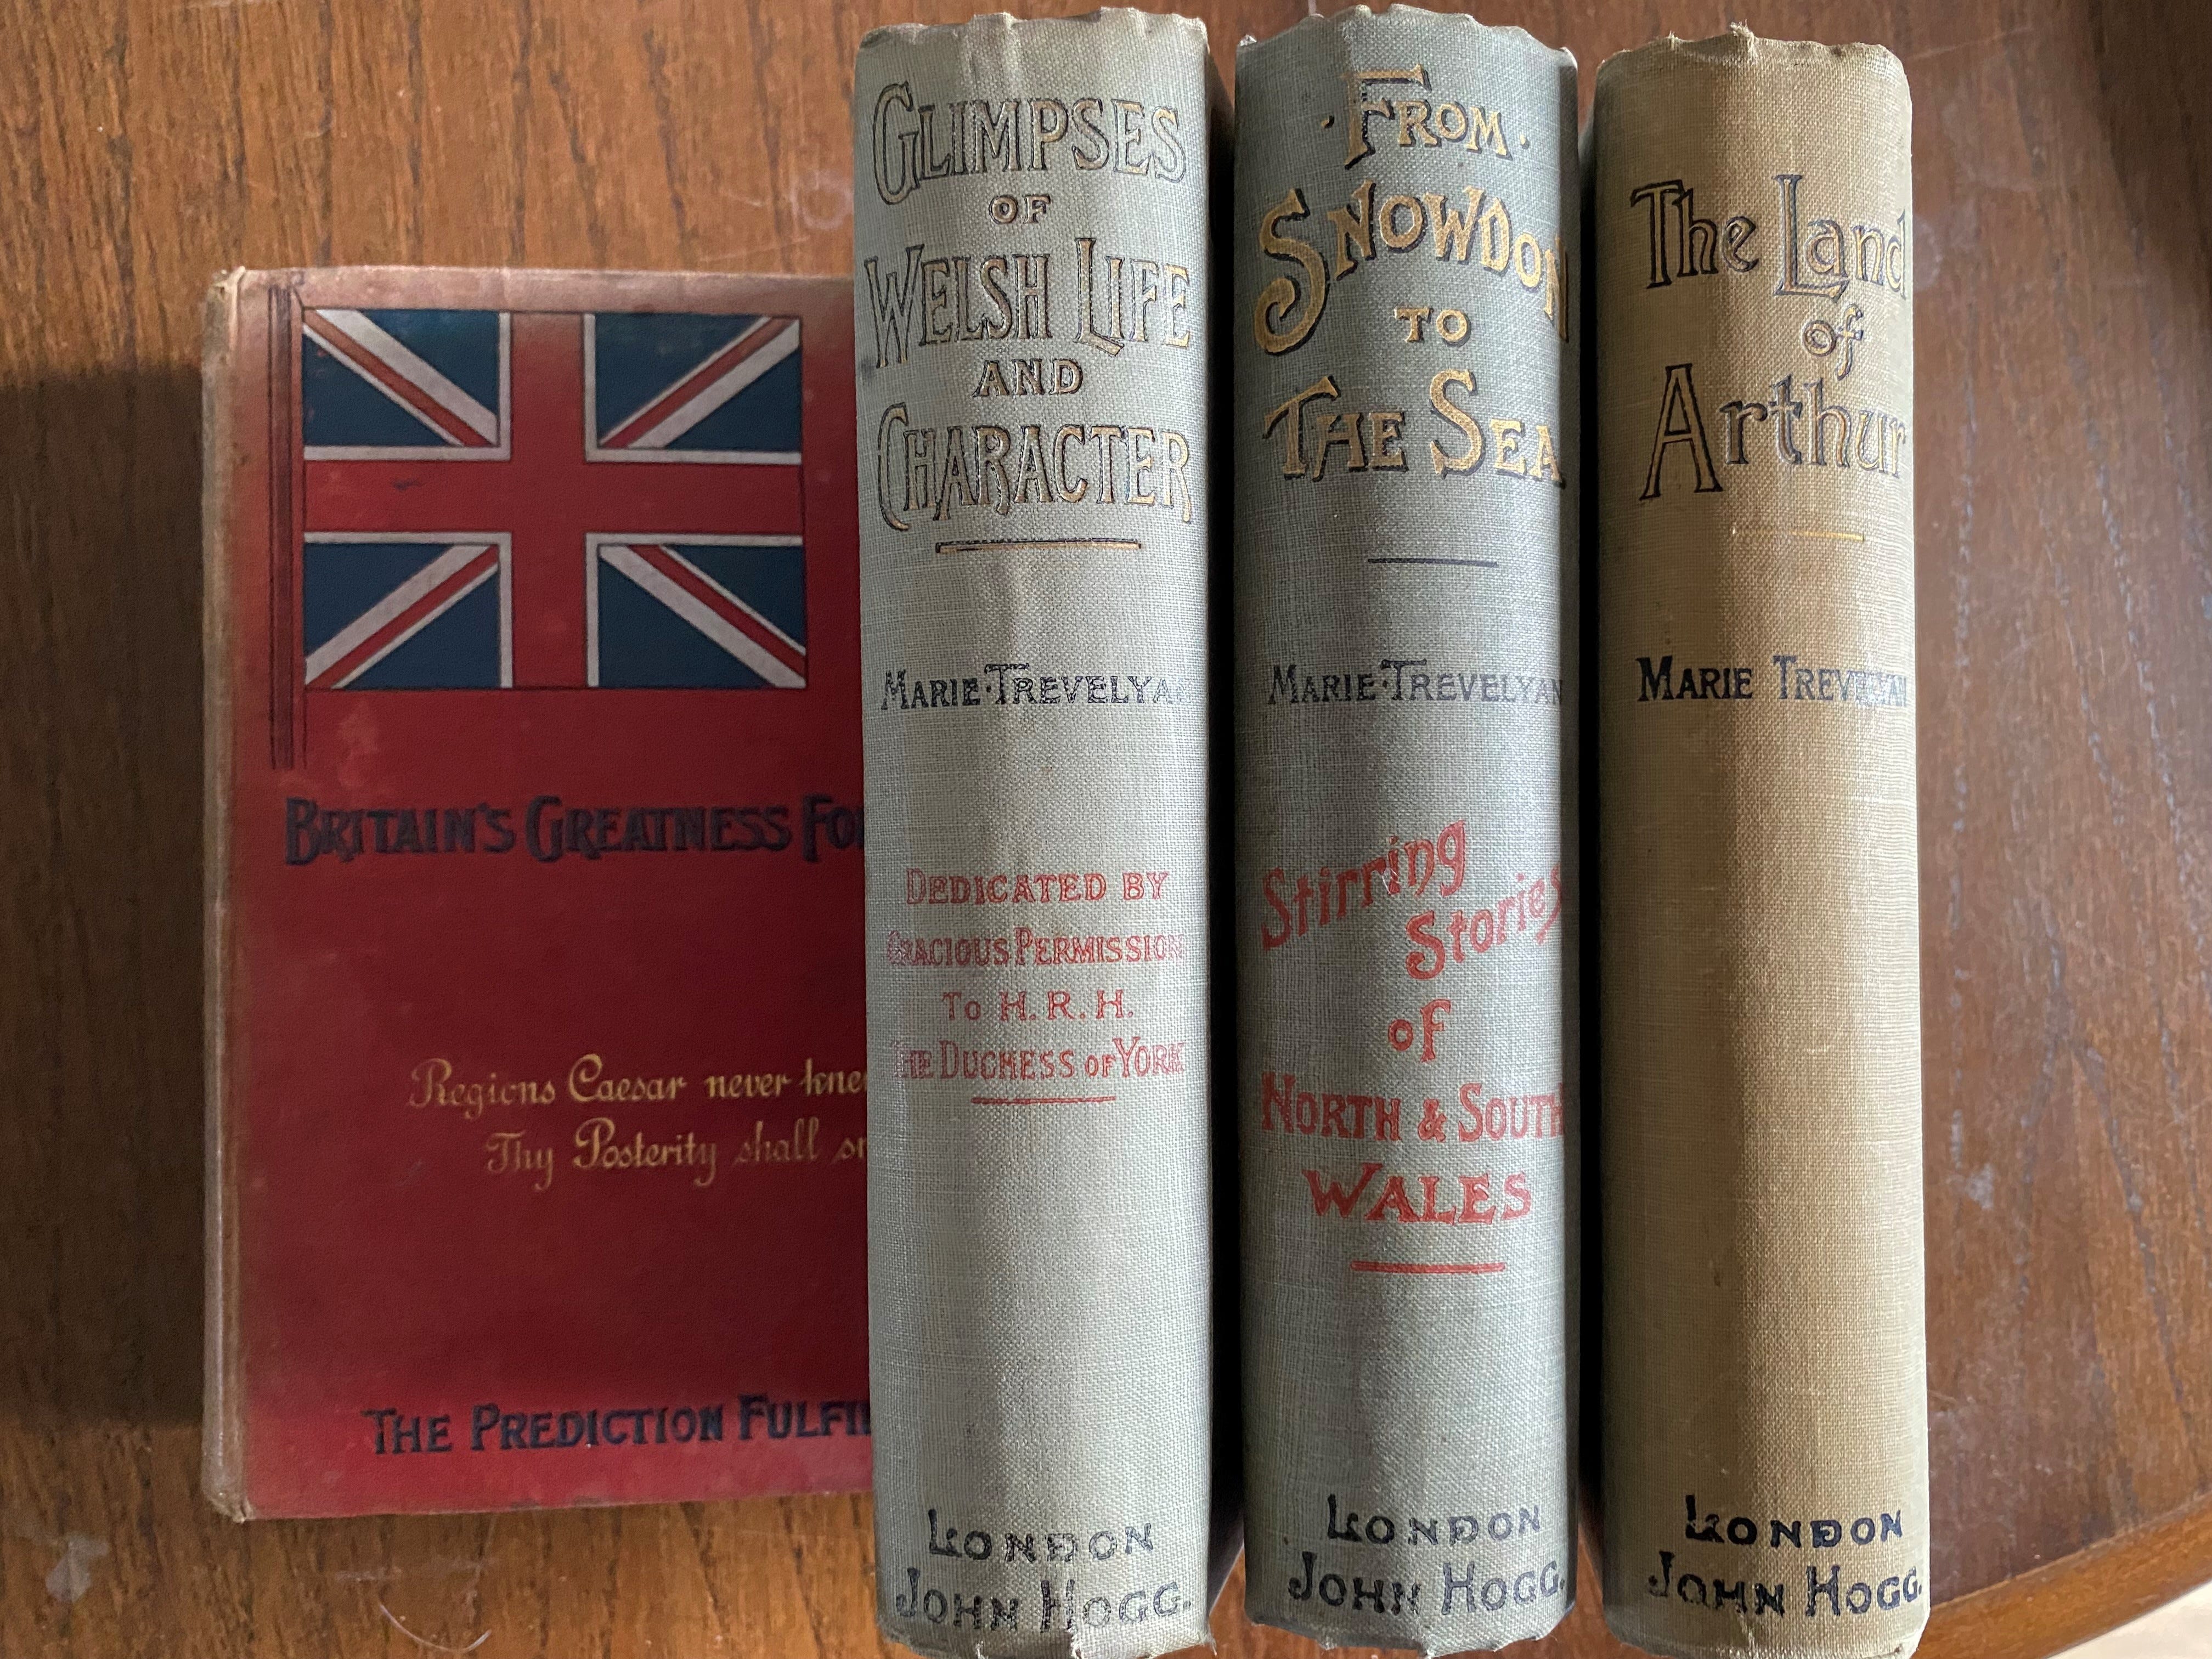 BRITAIN'S GREATNESS FO
Regions Caesar never kne
Thy Posterity shall
THE PREDICTION FULFIL
GLIMPSES
OF
WELSH LIFE
AND
CHARACTER
MARIE·TREVELYA
DEDICATED BY
GRACIOUS PERMISSION
TO H. R. H.
THE DUCHESS OF YORK
LONDON
JOHN HOGG.
·FROM·
SNOWDON
TO
THE SEA
MARIE·TREVELYAN
Stirring
Stories
of
NORTH & SOUTH
WALES
LONDON
JOHN HOGG.
The Land
of
Arthur
MARIE TREVELYAN
LONDON
JOHN HOGG.